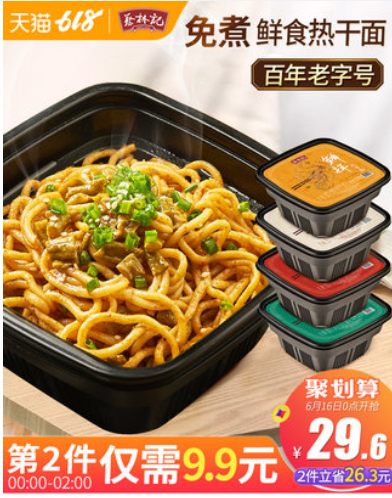 天猫618
蔡林记
免煮 鲜食热干面
百年老字号
聚划算
6月16日0点开抢
¥29.6
2件立省26.3元
第2件
00:00-02:00
仅需9.9元